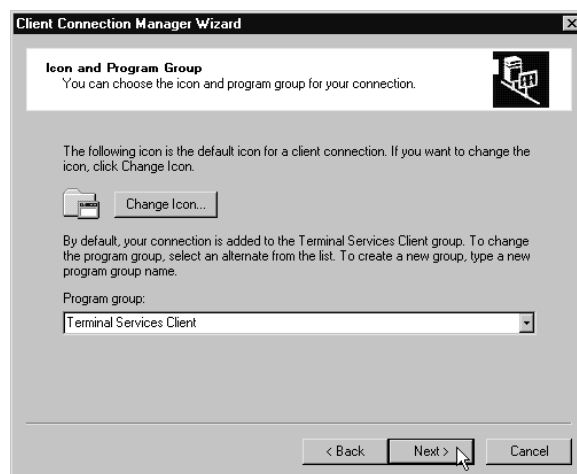 Client Connection Manager Wizard
Icon and Program Group
You can choose the icon and program group for your connection.
The following icon is the default icon for a client connection. If you want to change the
icon, click Change Icon.
Change Icon...
By default, your connection is added to the Terminal Services Client group. To change
the program group, select an alternate from the list. To create a new group, type a new
program group name.
Program group:
Terminal Services Client
< Back
Next >
Cancel